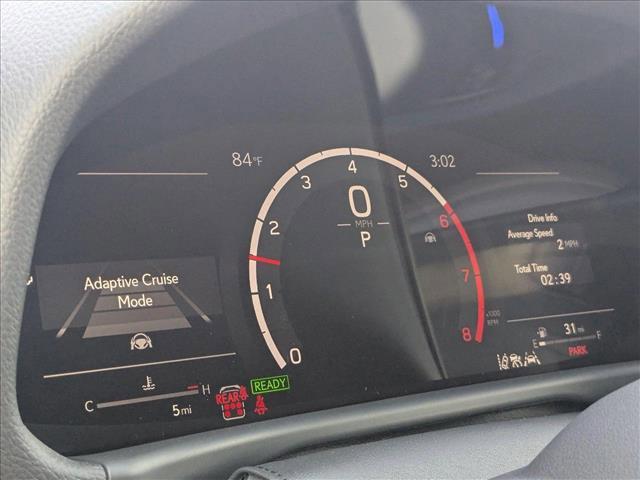 84°F
3:02
0
MPH
P
0
1
2
3
4
5
6
7
8
×1000
RPM
Drive Info
Average Speed
2 MPH
Total Time
02:39
Adaptive Cruise
Mode
C
H
5 mi
REAR
READY
31 mi
E
F
PARK